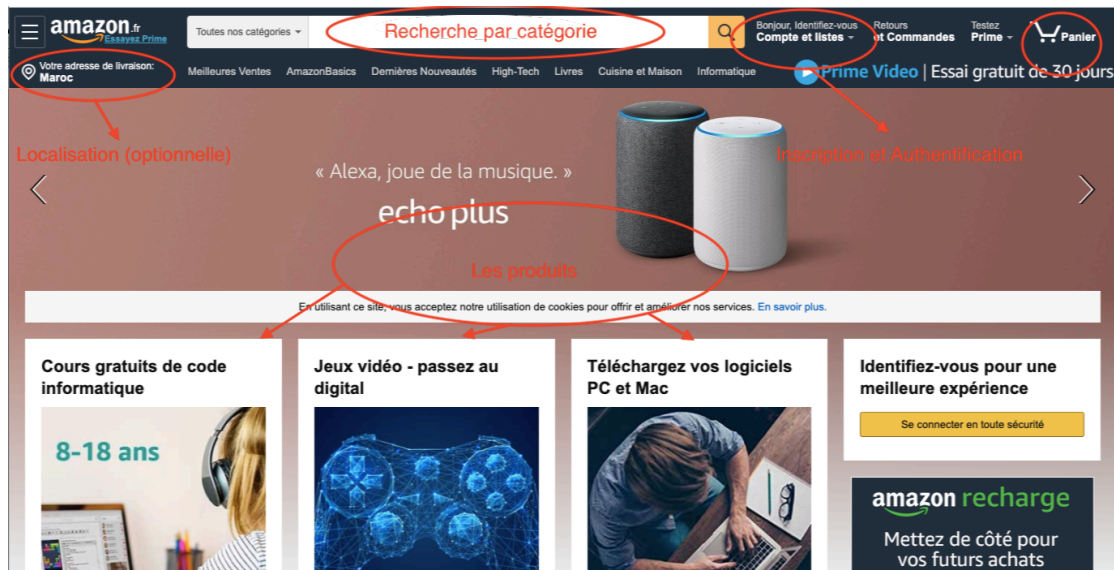 amazon.fr
Essayez Prime
Toutes nos catégories
Recherche par catégorie
Bonjour, Identifiez-vous
Compte et listes
Retours
et Commandes
Testez
Prime
Panier
Votre adresse de livraison:
Maroc
Meilleures Ventes AmazonBasics Dernières Nouveautés High-Tech Livres Cuisine et Maison Informatique
Prime Video | Essai gratuit de 30 jours
Localisation (optionnelle)
Inscription et Authentification
« Alexa, joue de la musique. »
echo plus
Les produits
En utilisant ce site, vous acceptez notre utilisation de cookies pour offrir et améliorer nos services. En savoir plus.
Cours gratuits de code
informatique
8-18 ans
Jeux vidéo - passez au
digital
Téléchargez vos logiciels
PC et Mac
Identifiez-vous pour une
meilleure expérience
Se connecter en toute sécurité
amazon recharge
Mettez de côté pour
vos futurs achats